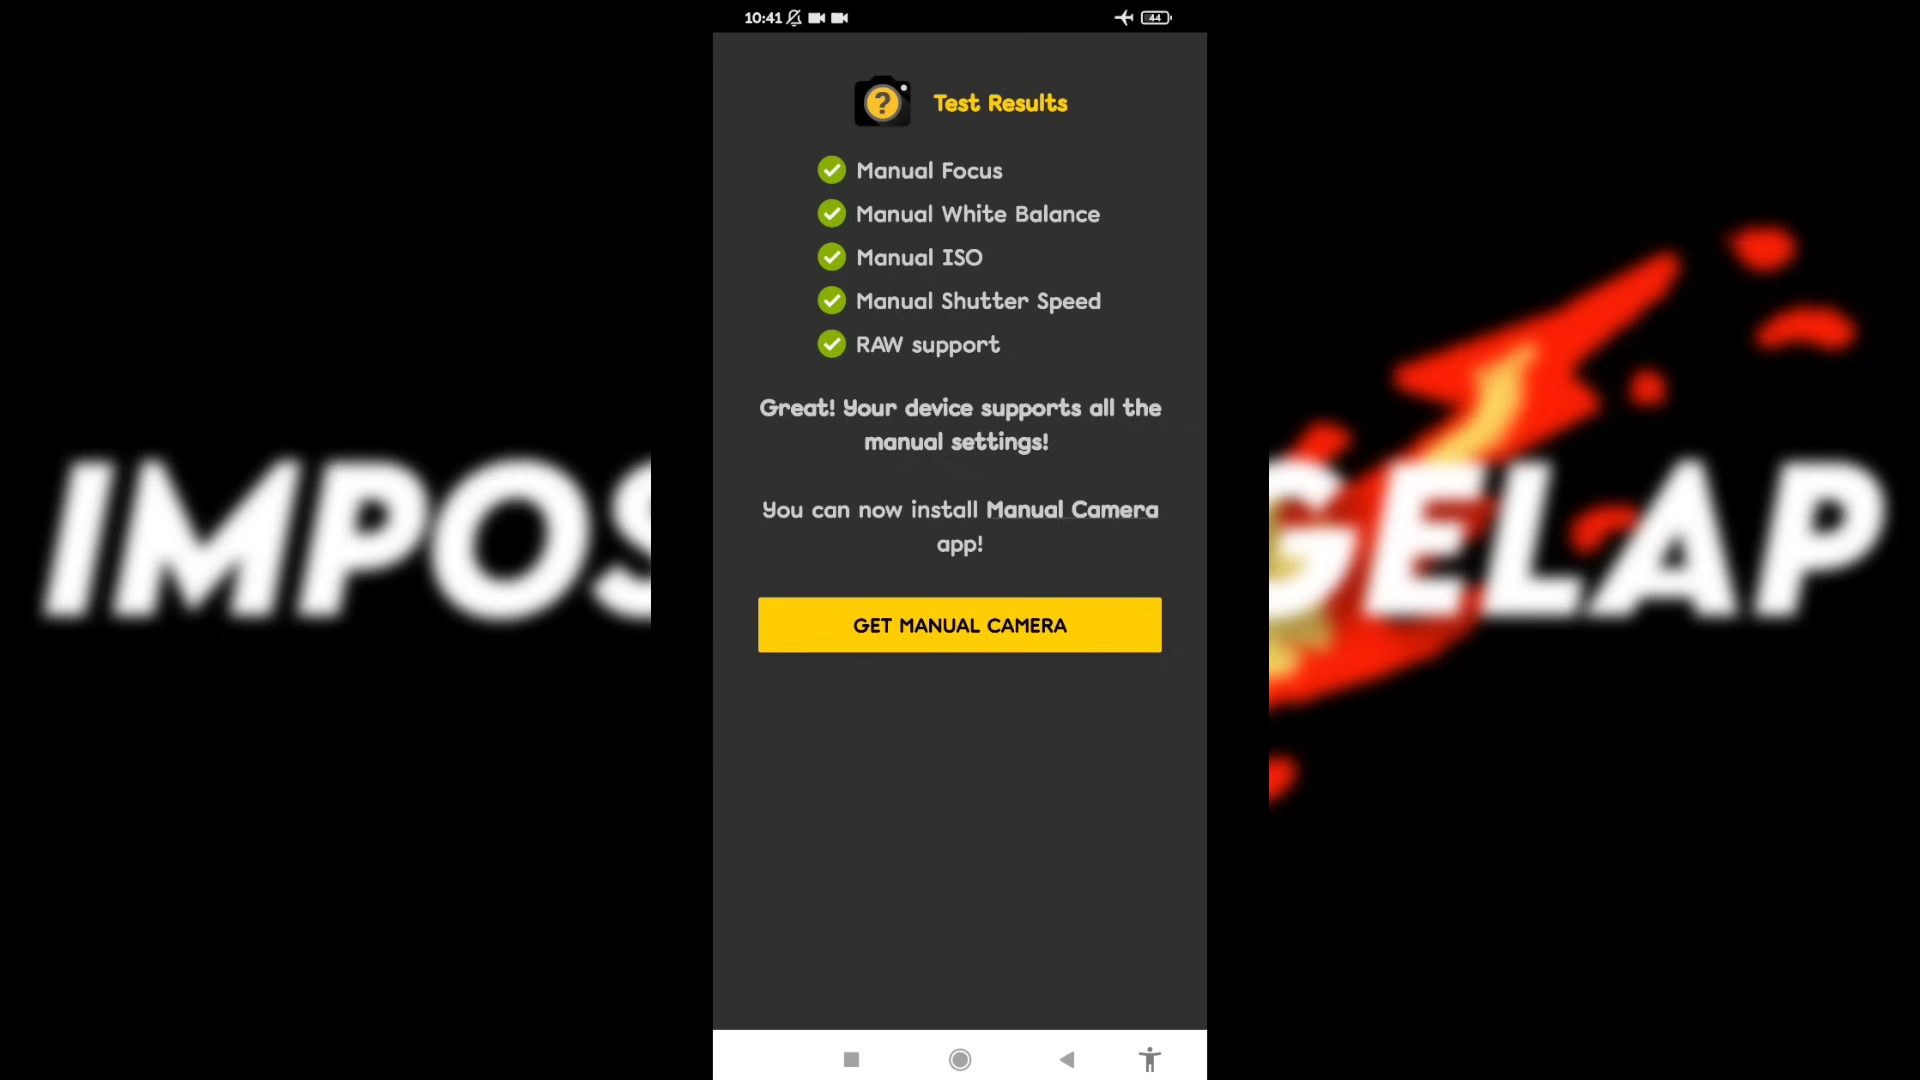 10:41
44
?
Test Results
Manual Focus
Manual White Balance
Manual ISO
Manual Shutter Speed
RAW support
Great! Your device supports all the
manual settings!
You can now install Manual Camera
app!
GET MANUAL CAMERA
IMPOS
GELAP